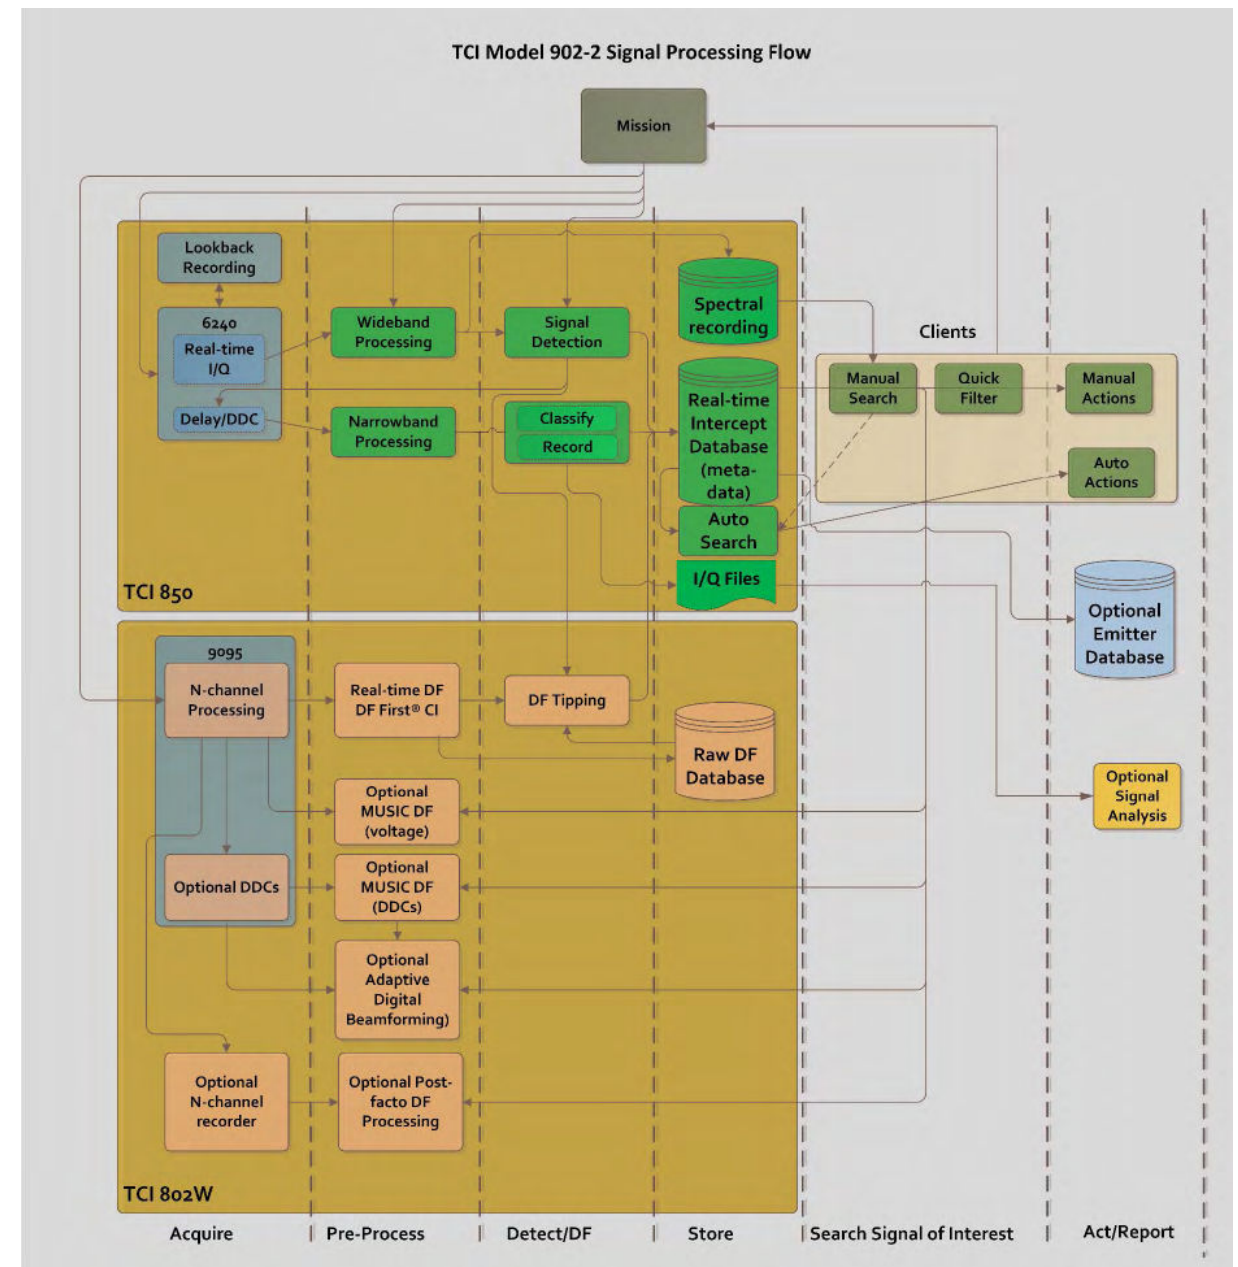 TCI Model 902-2 Signal Processing Flow
Mission
Lookback
Recording
6240
Real-time
I/Q
Delay/DDC
Wideband
Processing
Narrowband
Processing
Signal
Detection
Classify
Record
Spectral
recording
Real-time
Intercept
Database
(meta-
data)
Auto
Search
I/Q Files
TCI 850
Clients
Manual
Search
Quick
Filter
Manual
Actions
Auto
Actions
Optional
Emitter
Database
Optional
Signal
Analysis
9095
N-channel
Processing
Optional DDCs
Optional
N-channel
recorder
Real-time DF
DF First® CI
Optional
MUSIC DF
(voltage)
Optional
MUSIC DF
(DDCs)
Optional
Adaptive
Digital
Beamforming)
Optional Post-
facto DF
Processing
DF Tipping
Raw DF
Database
TCI 802W
Acquire
Pre-Process
Detect/DF
Store
Search Signal of Interest
Act/Report